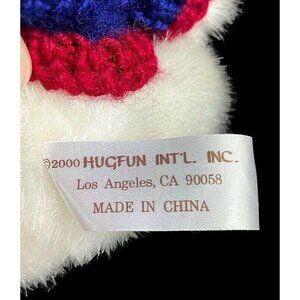 ©2000 HUGFUN INT'L. INC.
Los Angeles, CA 90058
MADE IN CHINA